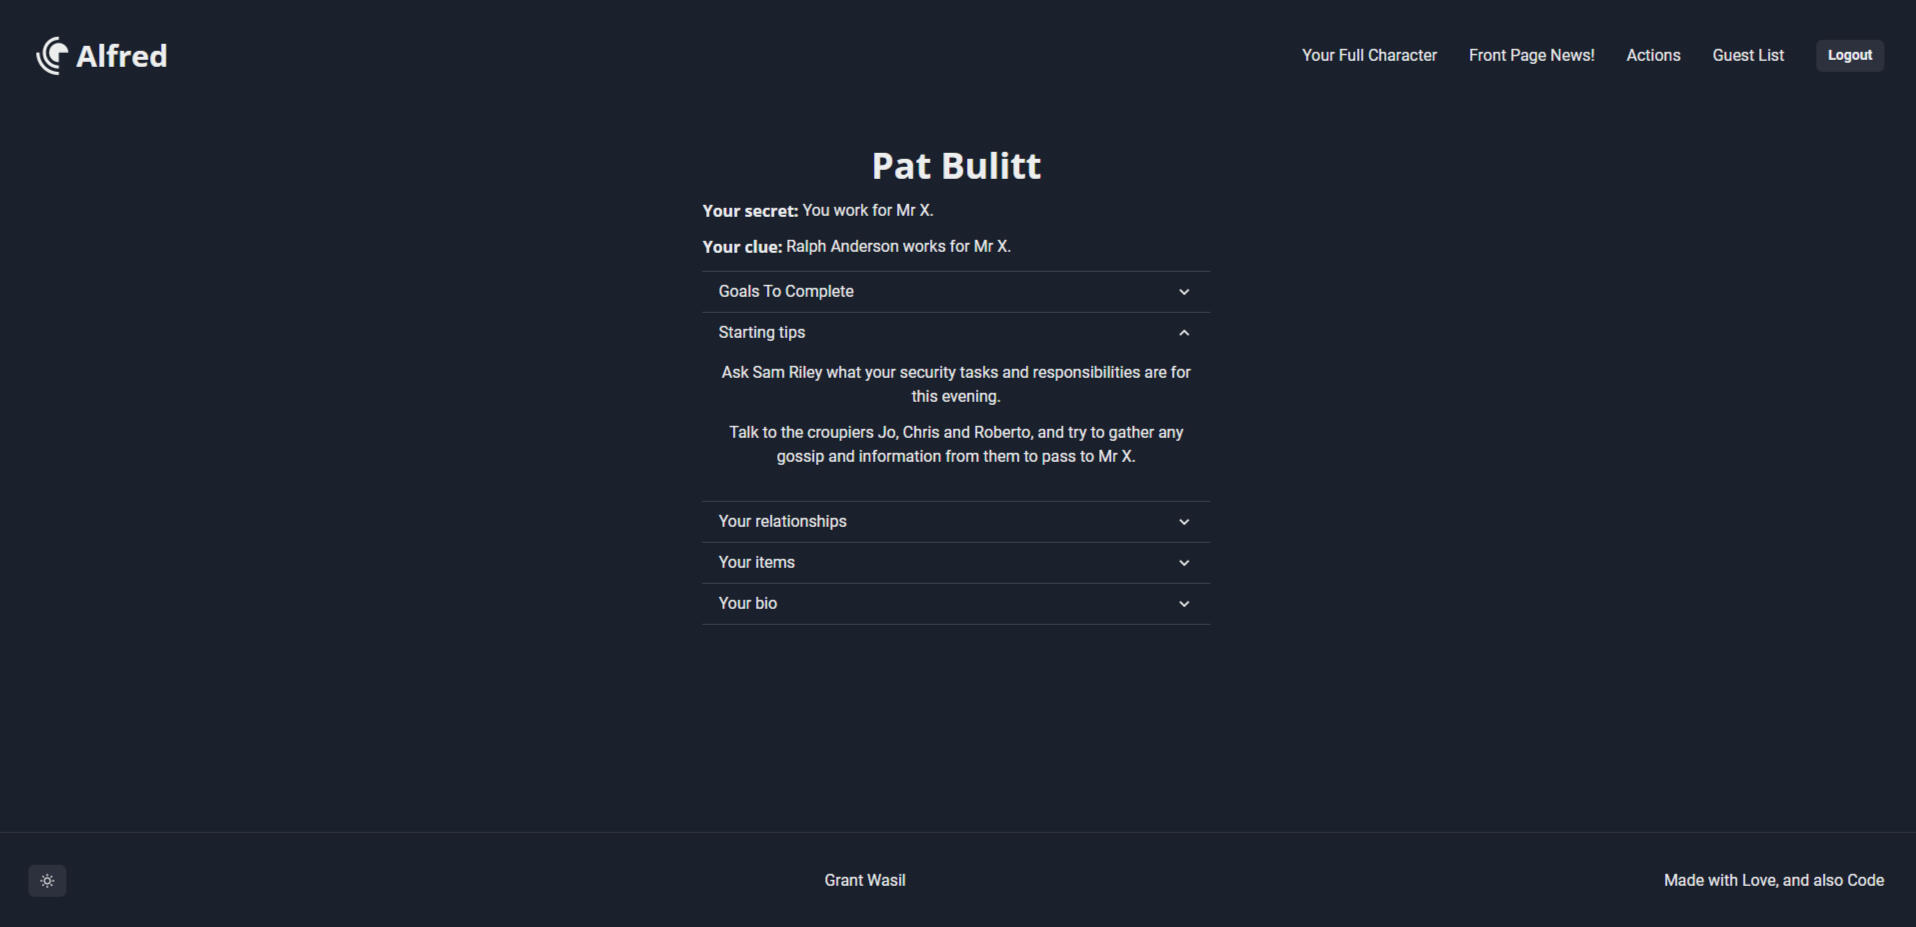 Alfred
Your Full Character
Front Page News!
Actions
Guest List
Logout
Pat Bulitt
Your secret: You work for Mr X.
Your clue: Ralph Anderson works for Mr X.
Goals To Complete
Starting tips
Ask Sam Riley what your security tasks and responsibilities are for
this evening.
Talk to the croupiers Jo, Chris and Roberto, and try to gather any
gossip and information from them to pass to Mr X.
Your relationships
Your items
Your bio
Grant Wasil
Made with Love, and also Code